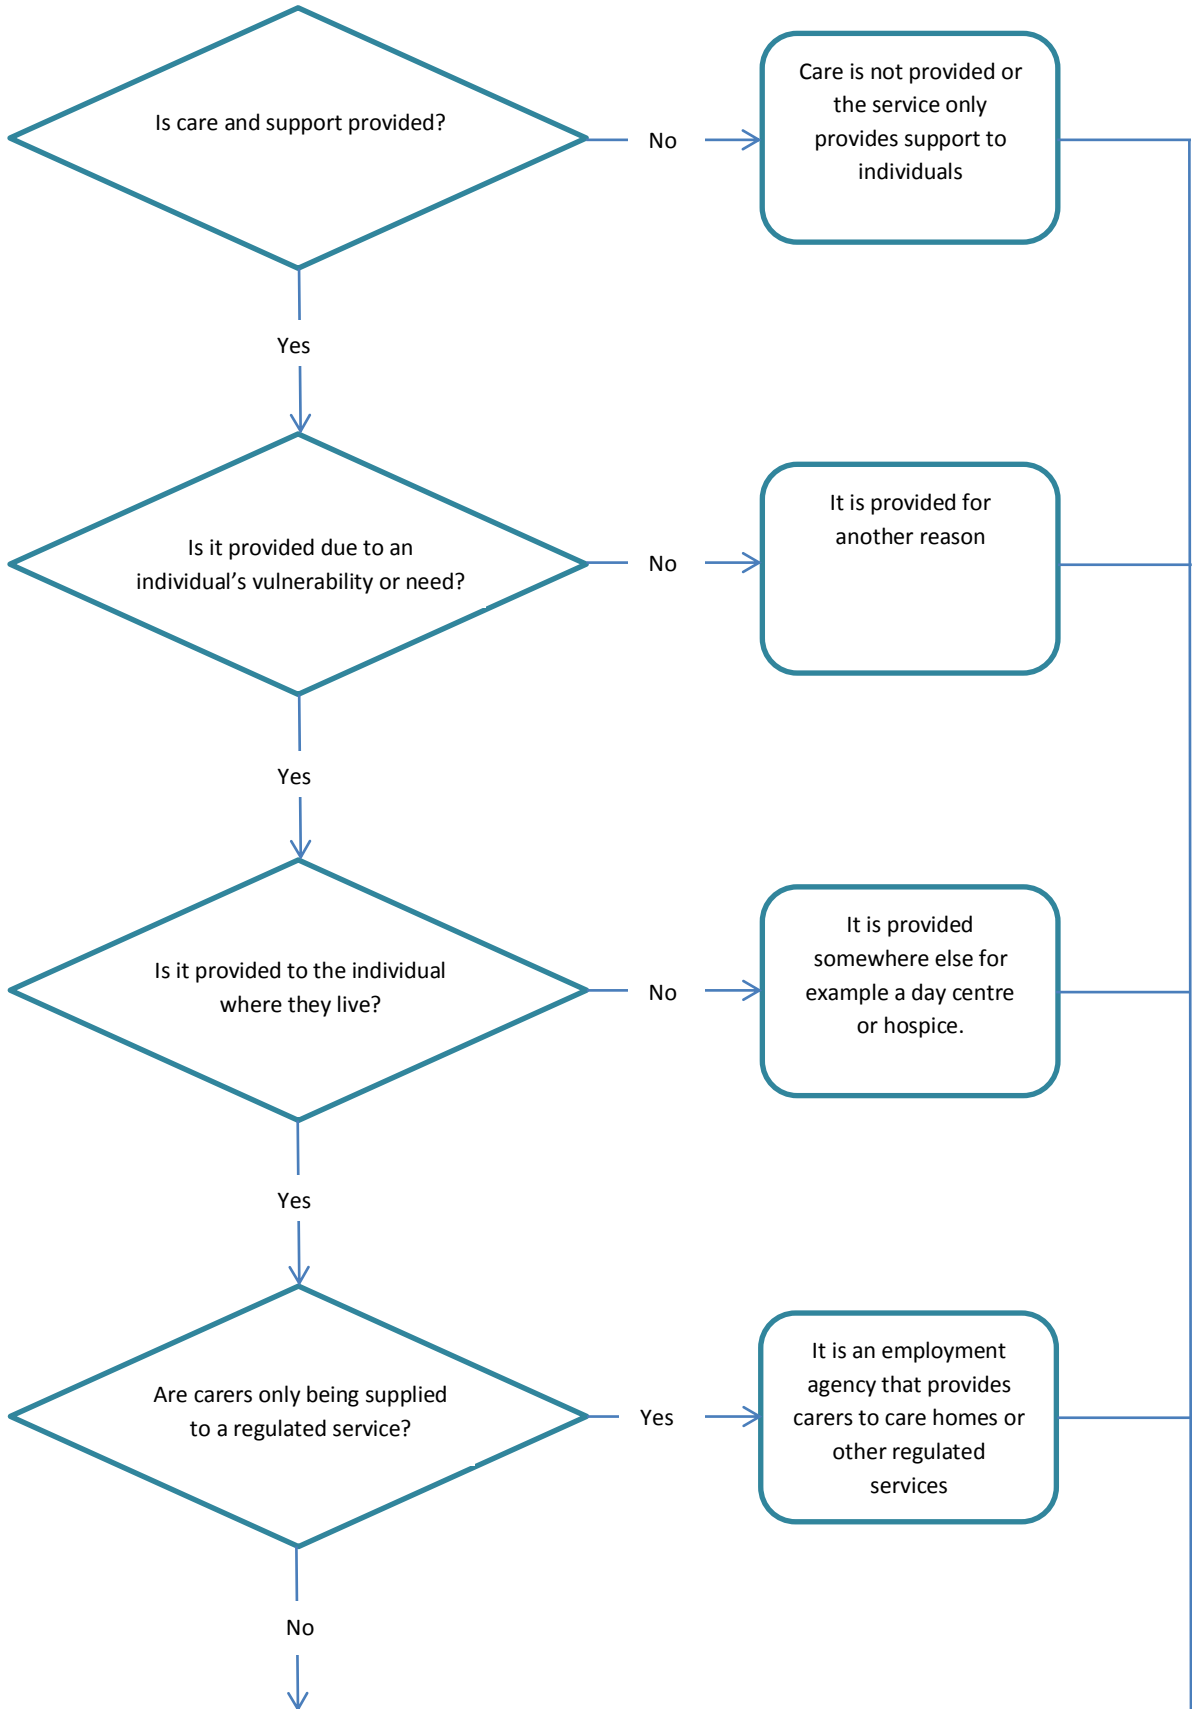 Is care and support provided?
No
Care is not provided or
the service only
provides support to
individuals
Yes
Is it provided due to an
individual’s vulnerability or need?
No
It is provided for
another reason
Yes
Is it provided to the individual
where they live?
No
It is provided
somewhere else for
example a day centre
or hospice.
Yes
Are carers only being supplied
to a regulated service?
Yes
It is an employment
agency that provides
carers to care homes or
other regulated
services
No